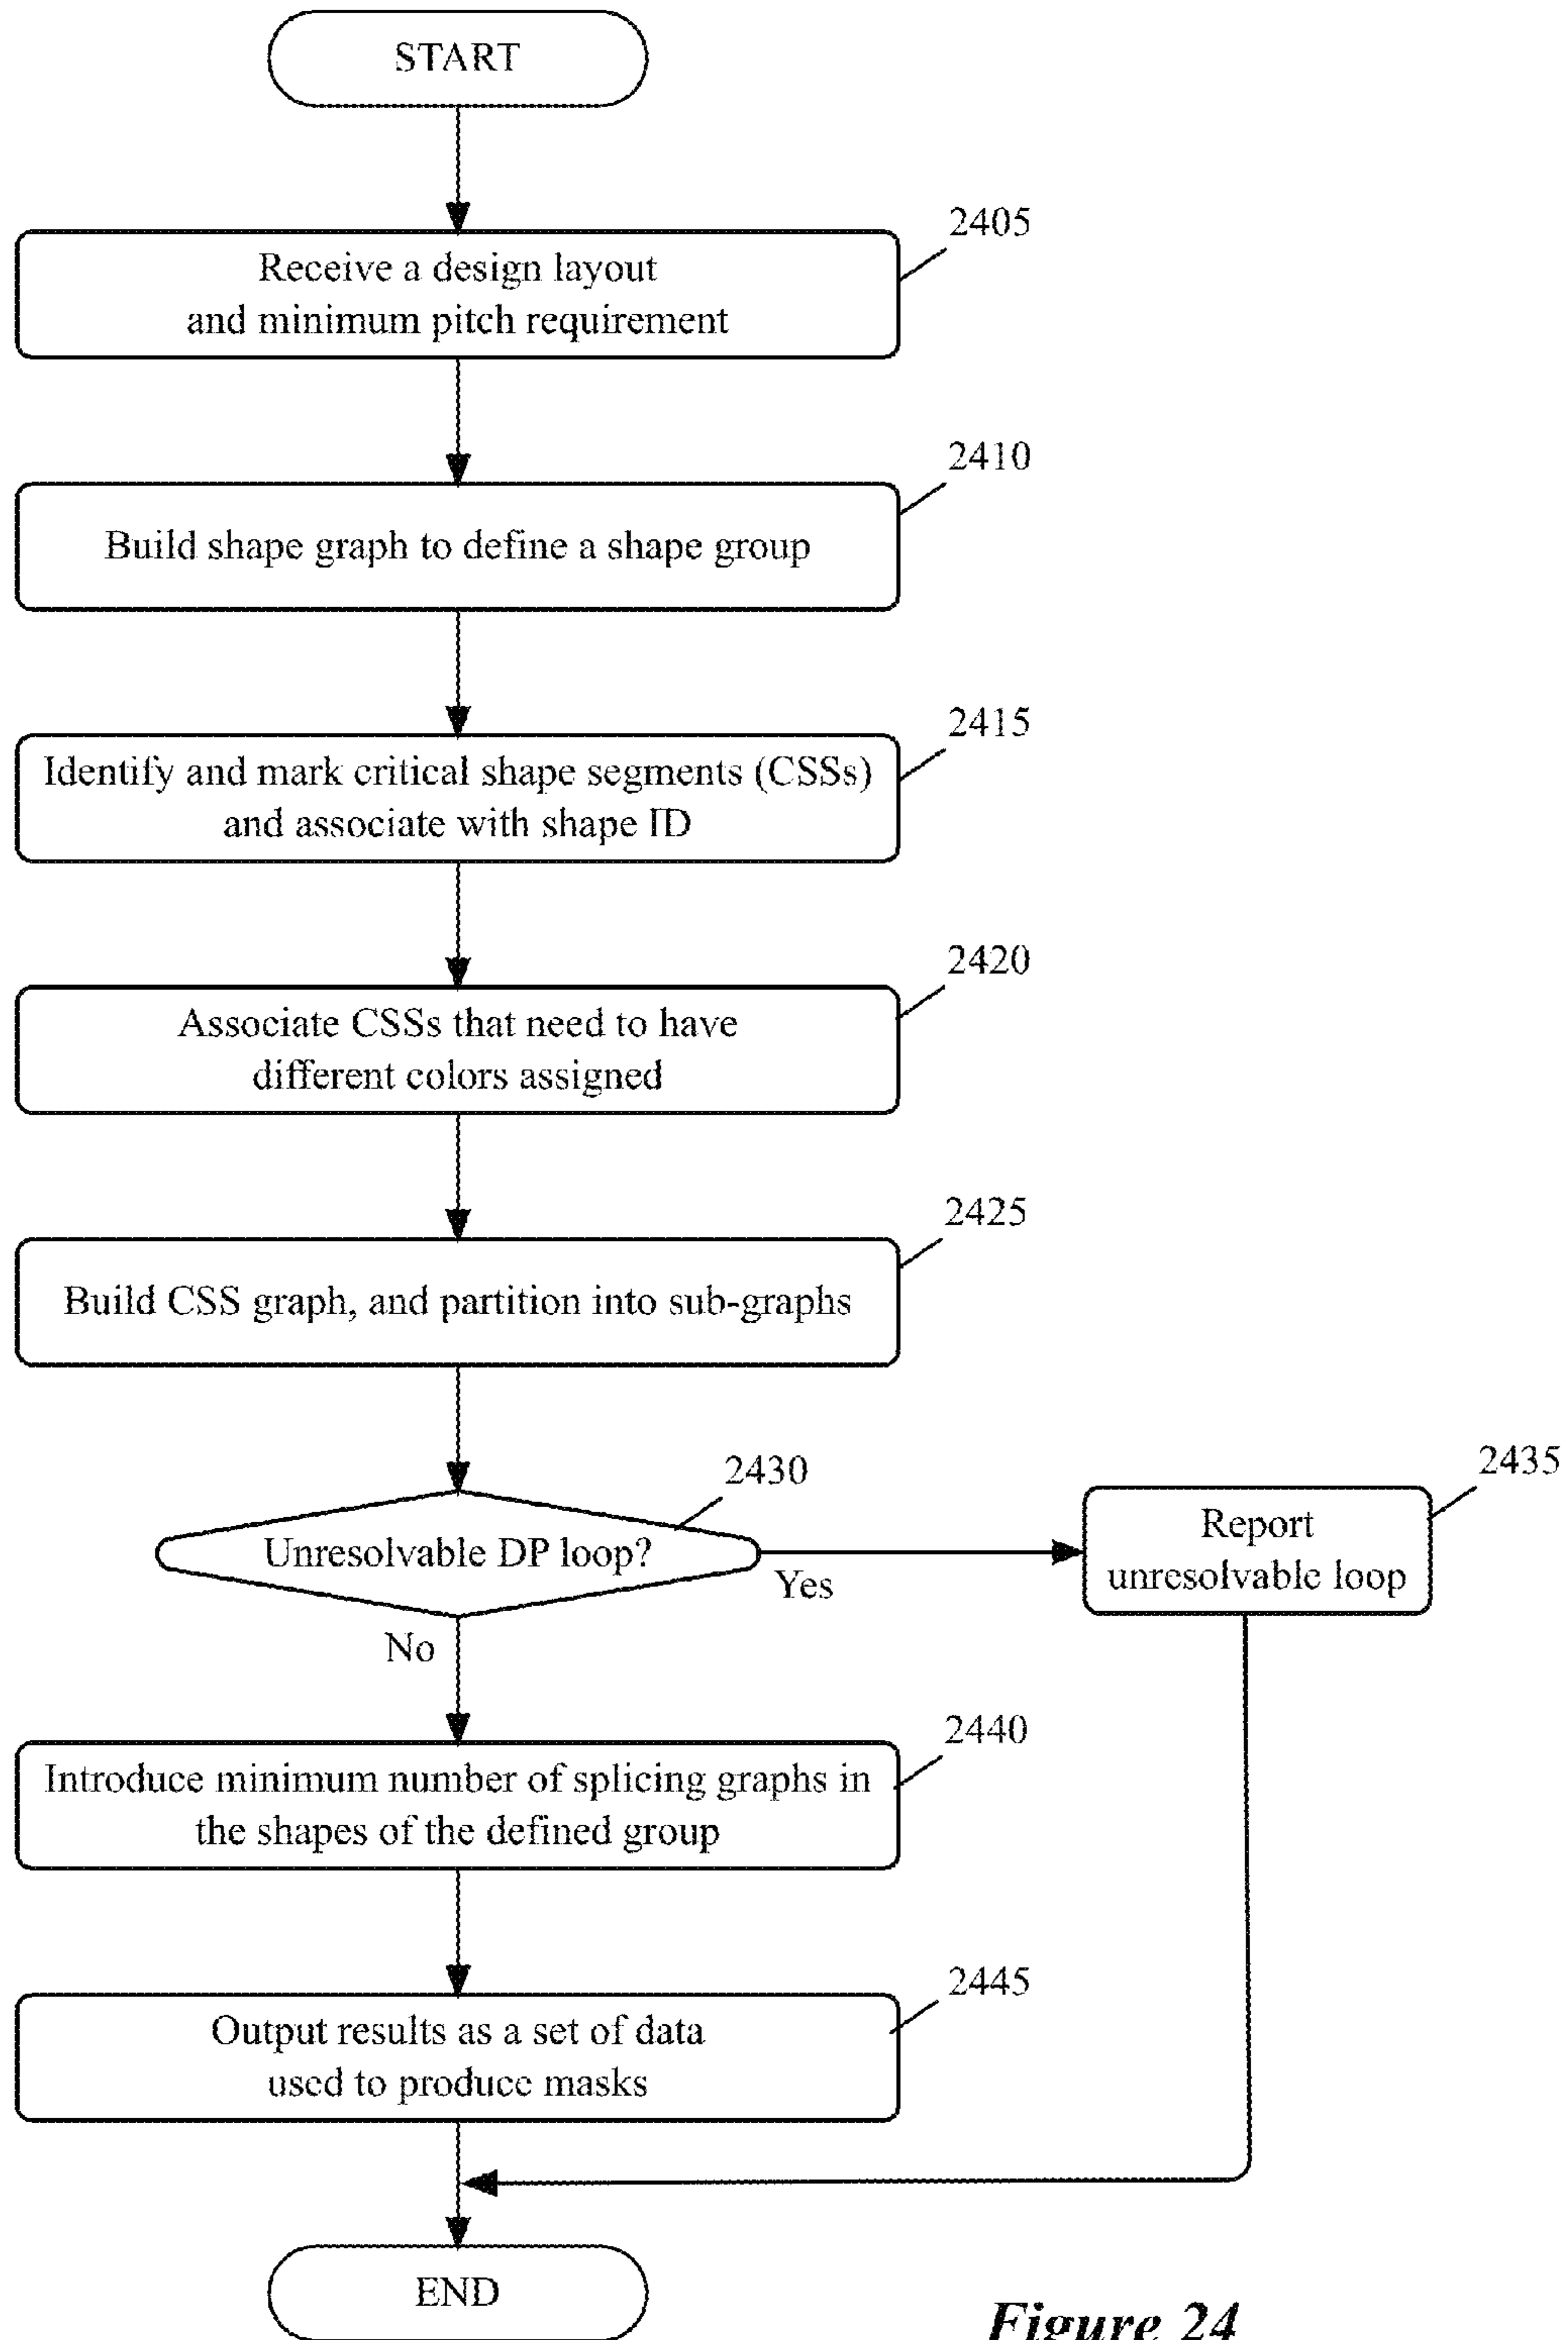 START
2405
Receive a design layout
and minimum pitch requirement
2410
Build shape graph to define a shape group
2415
Identify and mark critical shape segments (CSSs)
and associate with shape ID
2420
Associate CSSs that need to have
different colors assigned
2425
Build CSS graph, and partition into sub-graphs
2430
Unresolvable DP loop?
Yes
2435
Report
unresolvable loop
No
2440
Introduce minimum number of splicing graphs in
the shapes of the defined group
2445
Output results as a set of data
used to produce masks
END
Figure 24